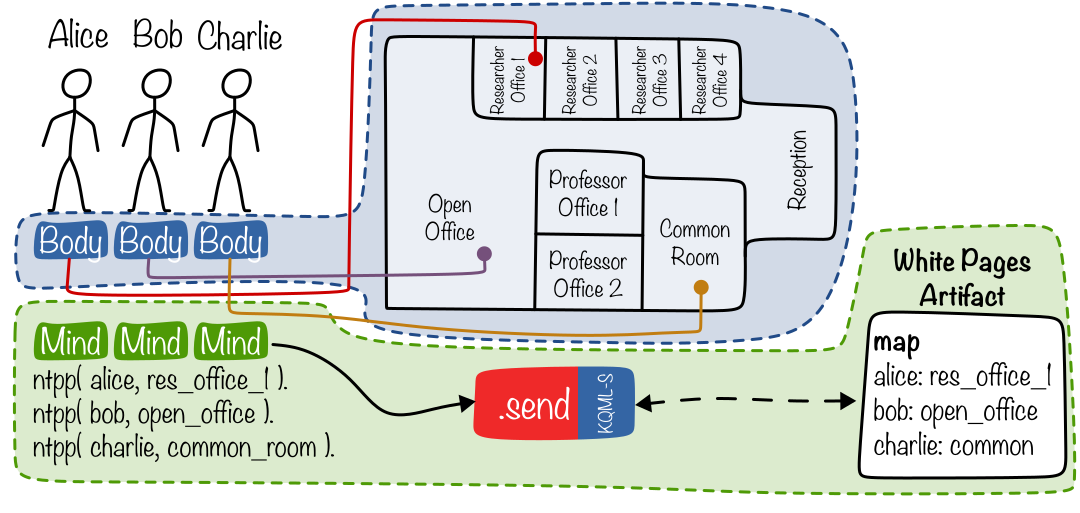 Alice Bob Charlie
Researcher
Office 1
Researcher
Office 2
Researcher
Office 3
Researcher
Office 4
Reception
Open
Office
Professor
Office 1
Professor
Office 2
Common
Room
Body Body Body
Mind Mind Mind
ntpp( alice, res_office_1 ).
ntpp( bob, open_office ).
ntpp( charlie, common_room ).
.send KQML-S
White Pages
Artifact
map
alice: res_office_1
bob: open_office
charlie: common